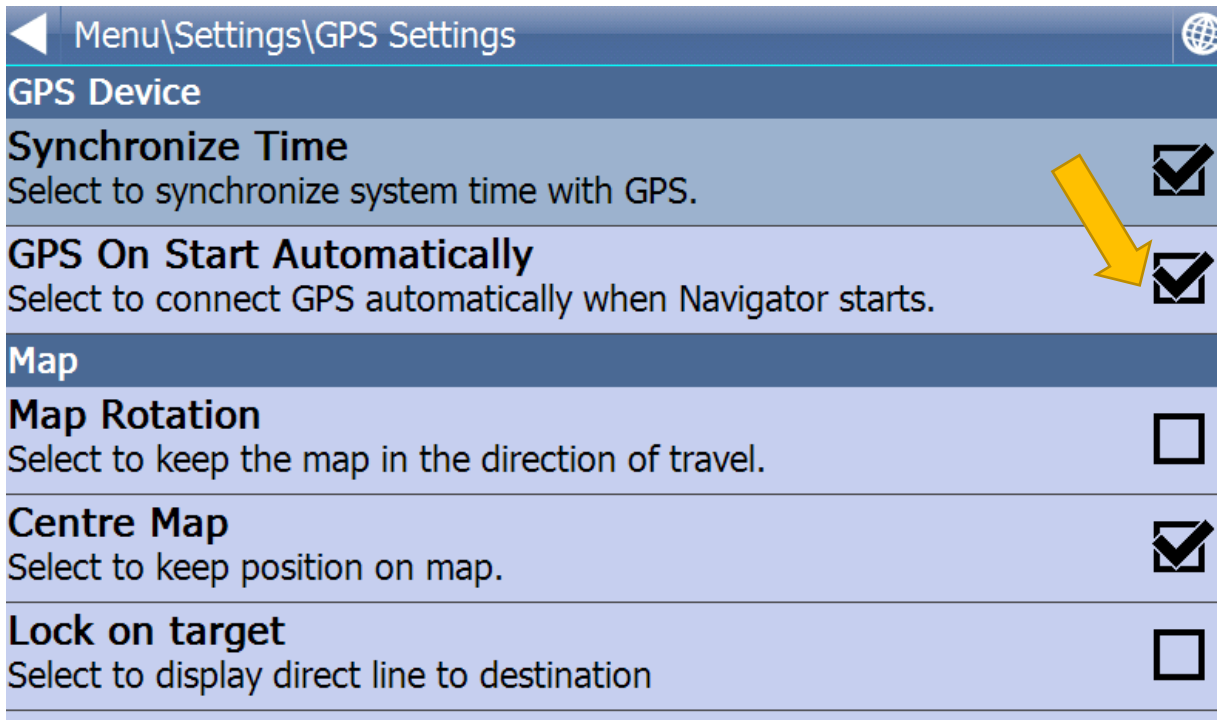 Menu\Settings\GPS Settings
GPS Device
Synchronize Time
Select to synchronize system time with GPS.
GPS On Start Automatically
Select to connect GPS automatically when Navigator starts.
Map
Map Rotation
Select to keep the map in the direction of travel.
Centre Map
Select to keep position on map.
Lock on target
Select to display direct line to destination